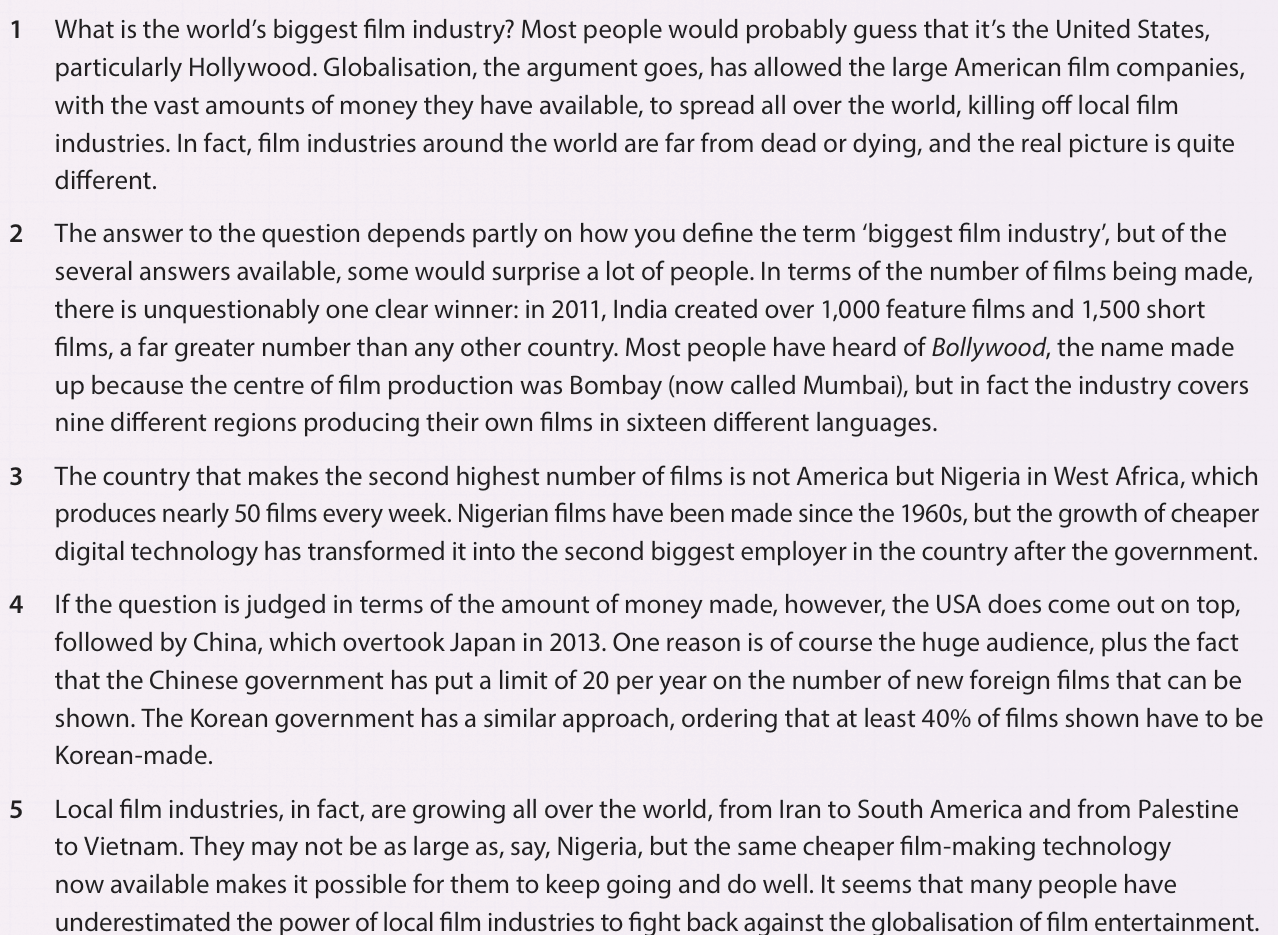 1 What is the world’s biggest film industry? Most people would probably guess that it’s the United States,
particularly Hollywood. Globalisation, the argument goes, has allowed the large American film companies,
with the vast amounts of money they have available, to spread all over the world, killing off local film
industries. In fact, film industries around the world are far from dead or dying, and the real picture is quite
different.
2 The answer to the question depends partly on how you define the term ‘biggest film industry’, but of the
several answers available, some would surprise a lot of people. In terms of the number of films being made,
there is unquestionably one clear winner: in 2011, India created over 1,000 feature films and 1,500 short
films, a far greater number than any other country. Most people have heard of Bollywood, the name made
up because the centre of film production was Bombay (now called Mumbai), but in fact the industry covers
nine different regions producing their own films in sixteen different languages.
3 The country that makes the second highest number of films is not America but Nigeria in West Africa, which
produces nearly 50 films every week. Nigerian films have been made since the 1960s, but the growth of cheaper
digital technology has transformed it into the second biggest employer in the country after the government.
4 If the question is judged in terms of the amount of money made, however, the USA does come out on top,
followed by China, which overtook Japan in 2013. One reason is of course the huge audience, plus the fact
that the Chinese government has put a limit of 20 per year on the number of new foreign films that can be
shown. The Korean government has a similar approach, ordering that at least 40% of films shown have to be
Korean-made.
5 Local film industries, in fact, are growing all over the world, from Iran to South America and from Palestine
to Vietnam. They may not be as large as, say, Nigeria, but the same cheaper film-making technology
now available makes it possible for them to keep going and do well. It seems that many people have
underestimated the power of local film industries to fight back against the globalisation of film entertainment.